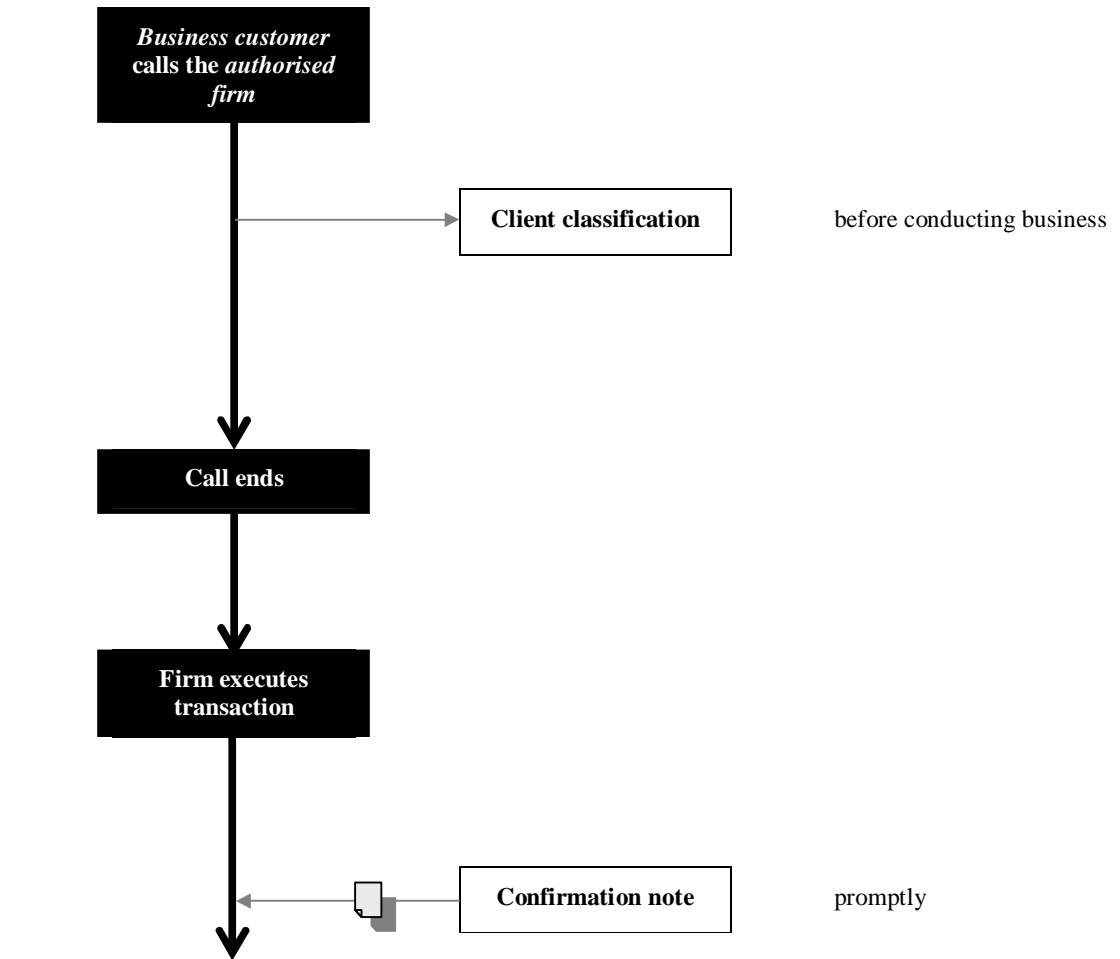 Business customer
calls the authorised
firm
Client classification
before conducting business
Call ends
Firm executes
transaction
Confirmation note
promptly